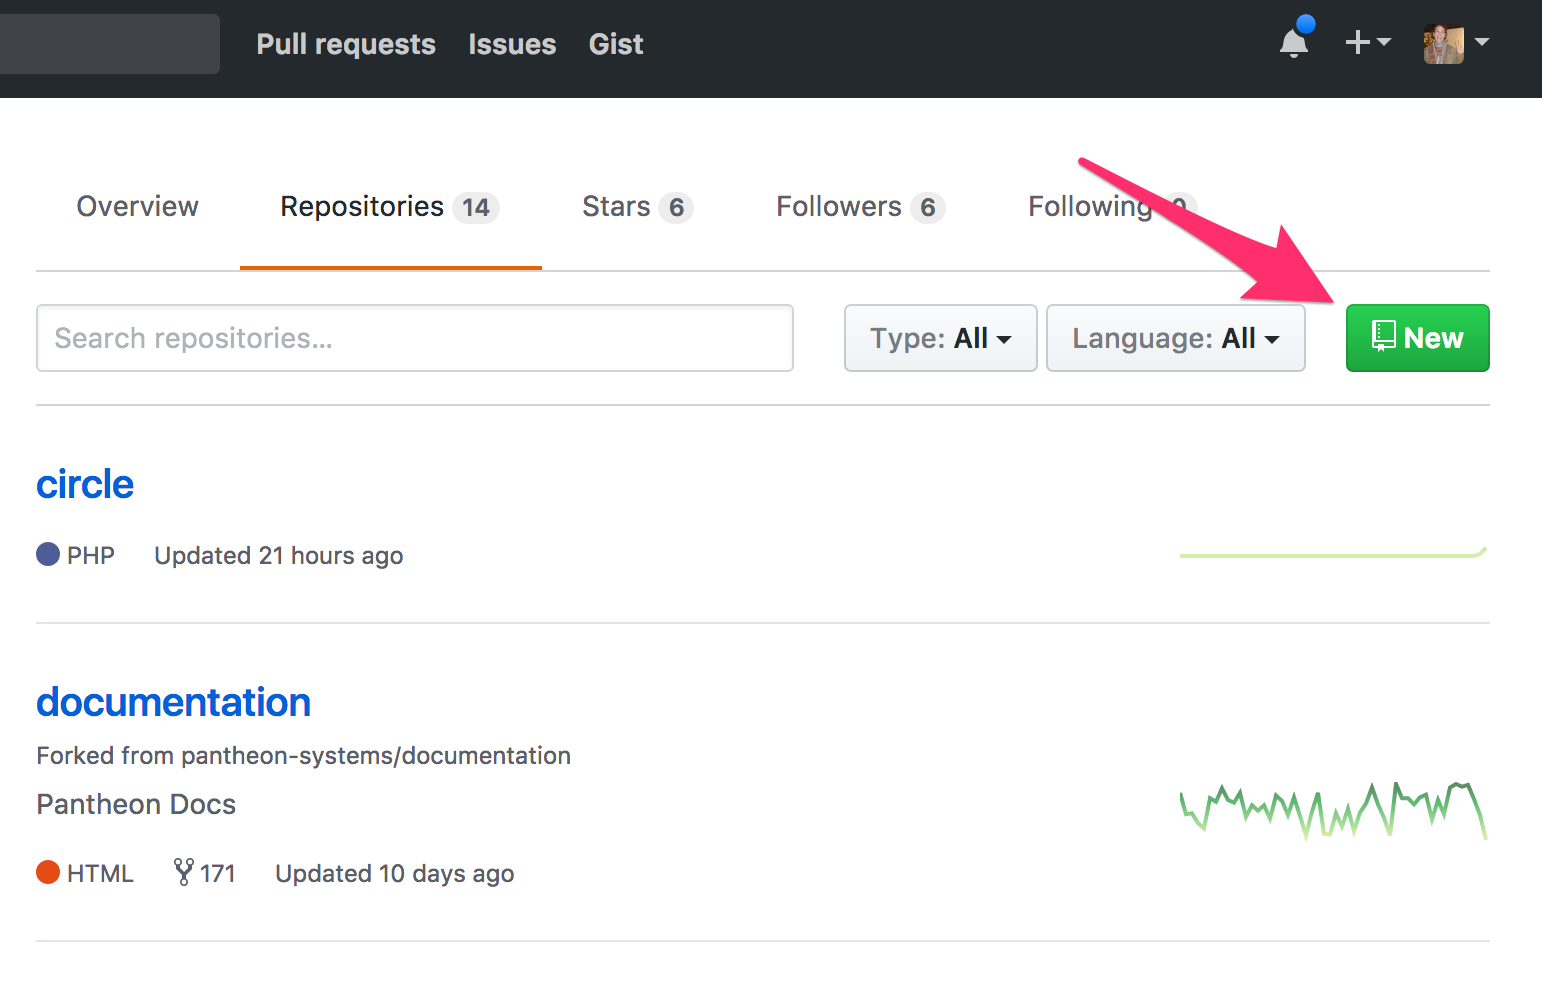 Pull requests Issues Gist
Overview Repositories 14 Stars 6 Followers 6 Following
Search repositories... Type: All Language: All New
circle
PHP Updated 21 hours ago
documentation
Forked from pantheon-systems/documentation
Pantheon Docs
HTML 171 Updated 10 days ago